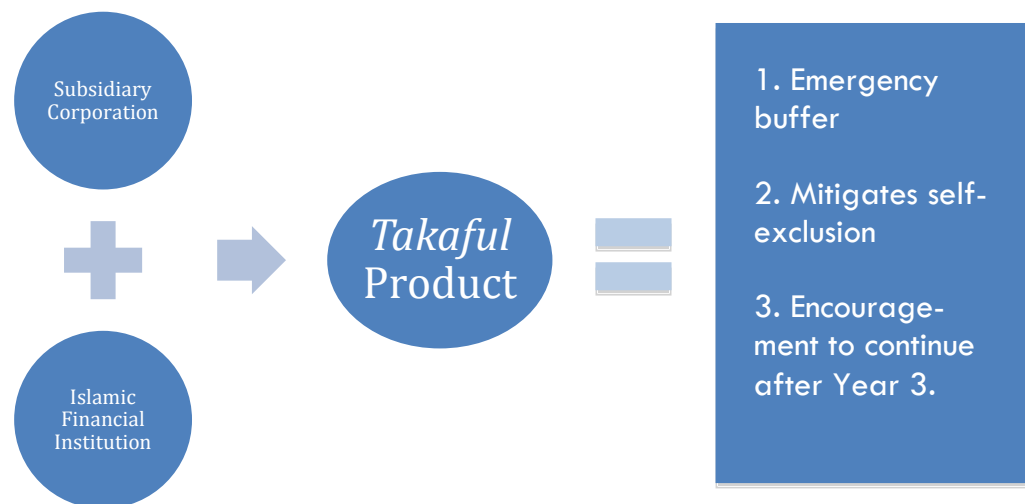 Subsidiary
Corporation
Islamic
Financial
Institution
Takaful
Product
1. Emergency
buffer
2. Mitigates self-
exclusion
3. Encourage-
ment to continue
after Year 3.